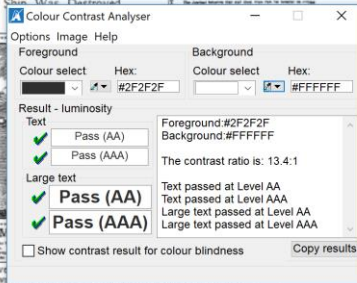 Ship Was Destroyed
Colour Contrast Analyser
Options Image Help
Foreground
Background
Colour select Hex:
#2F2F2F
Colour select Hex:
#FFFFFF
Result - luminosity
Text
Pass (AA)
Pass (AAA)
Large text
Pass (AA)
Pass (AAA)
Foreground:#2F2F2F
Background:#FFFFFF
The contrast ratio is: 13.4:1
Text passed at Level AA
Text passed at Level AAA
Large text passed at Level AA
Large text passed at Level AAA
Show contrast result for colour blindness
Copy results